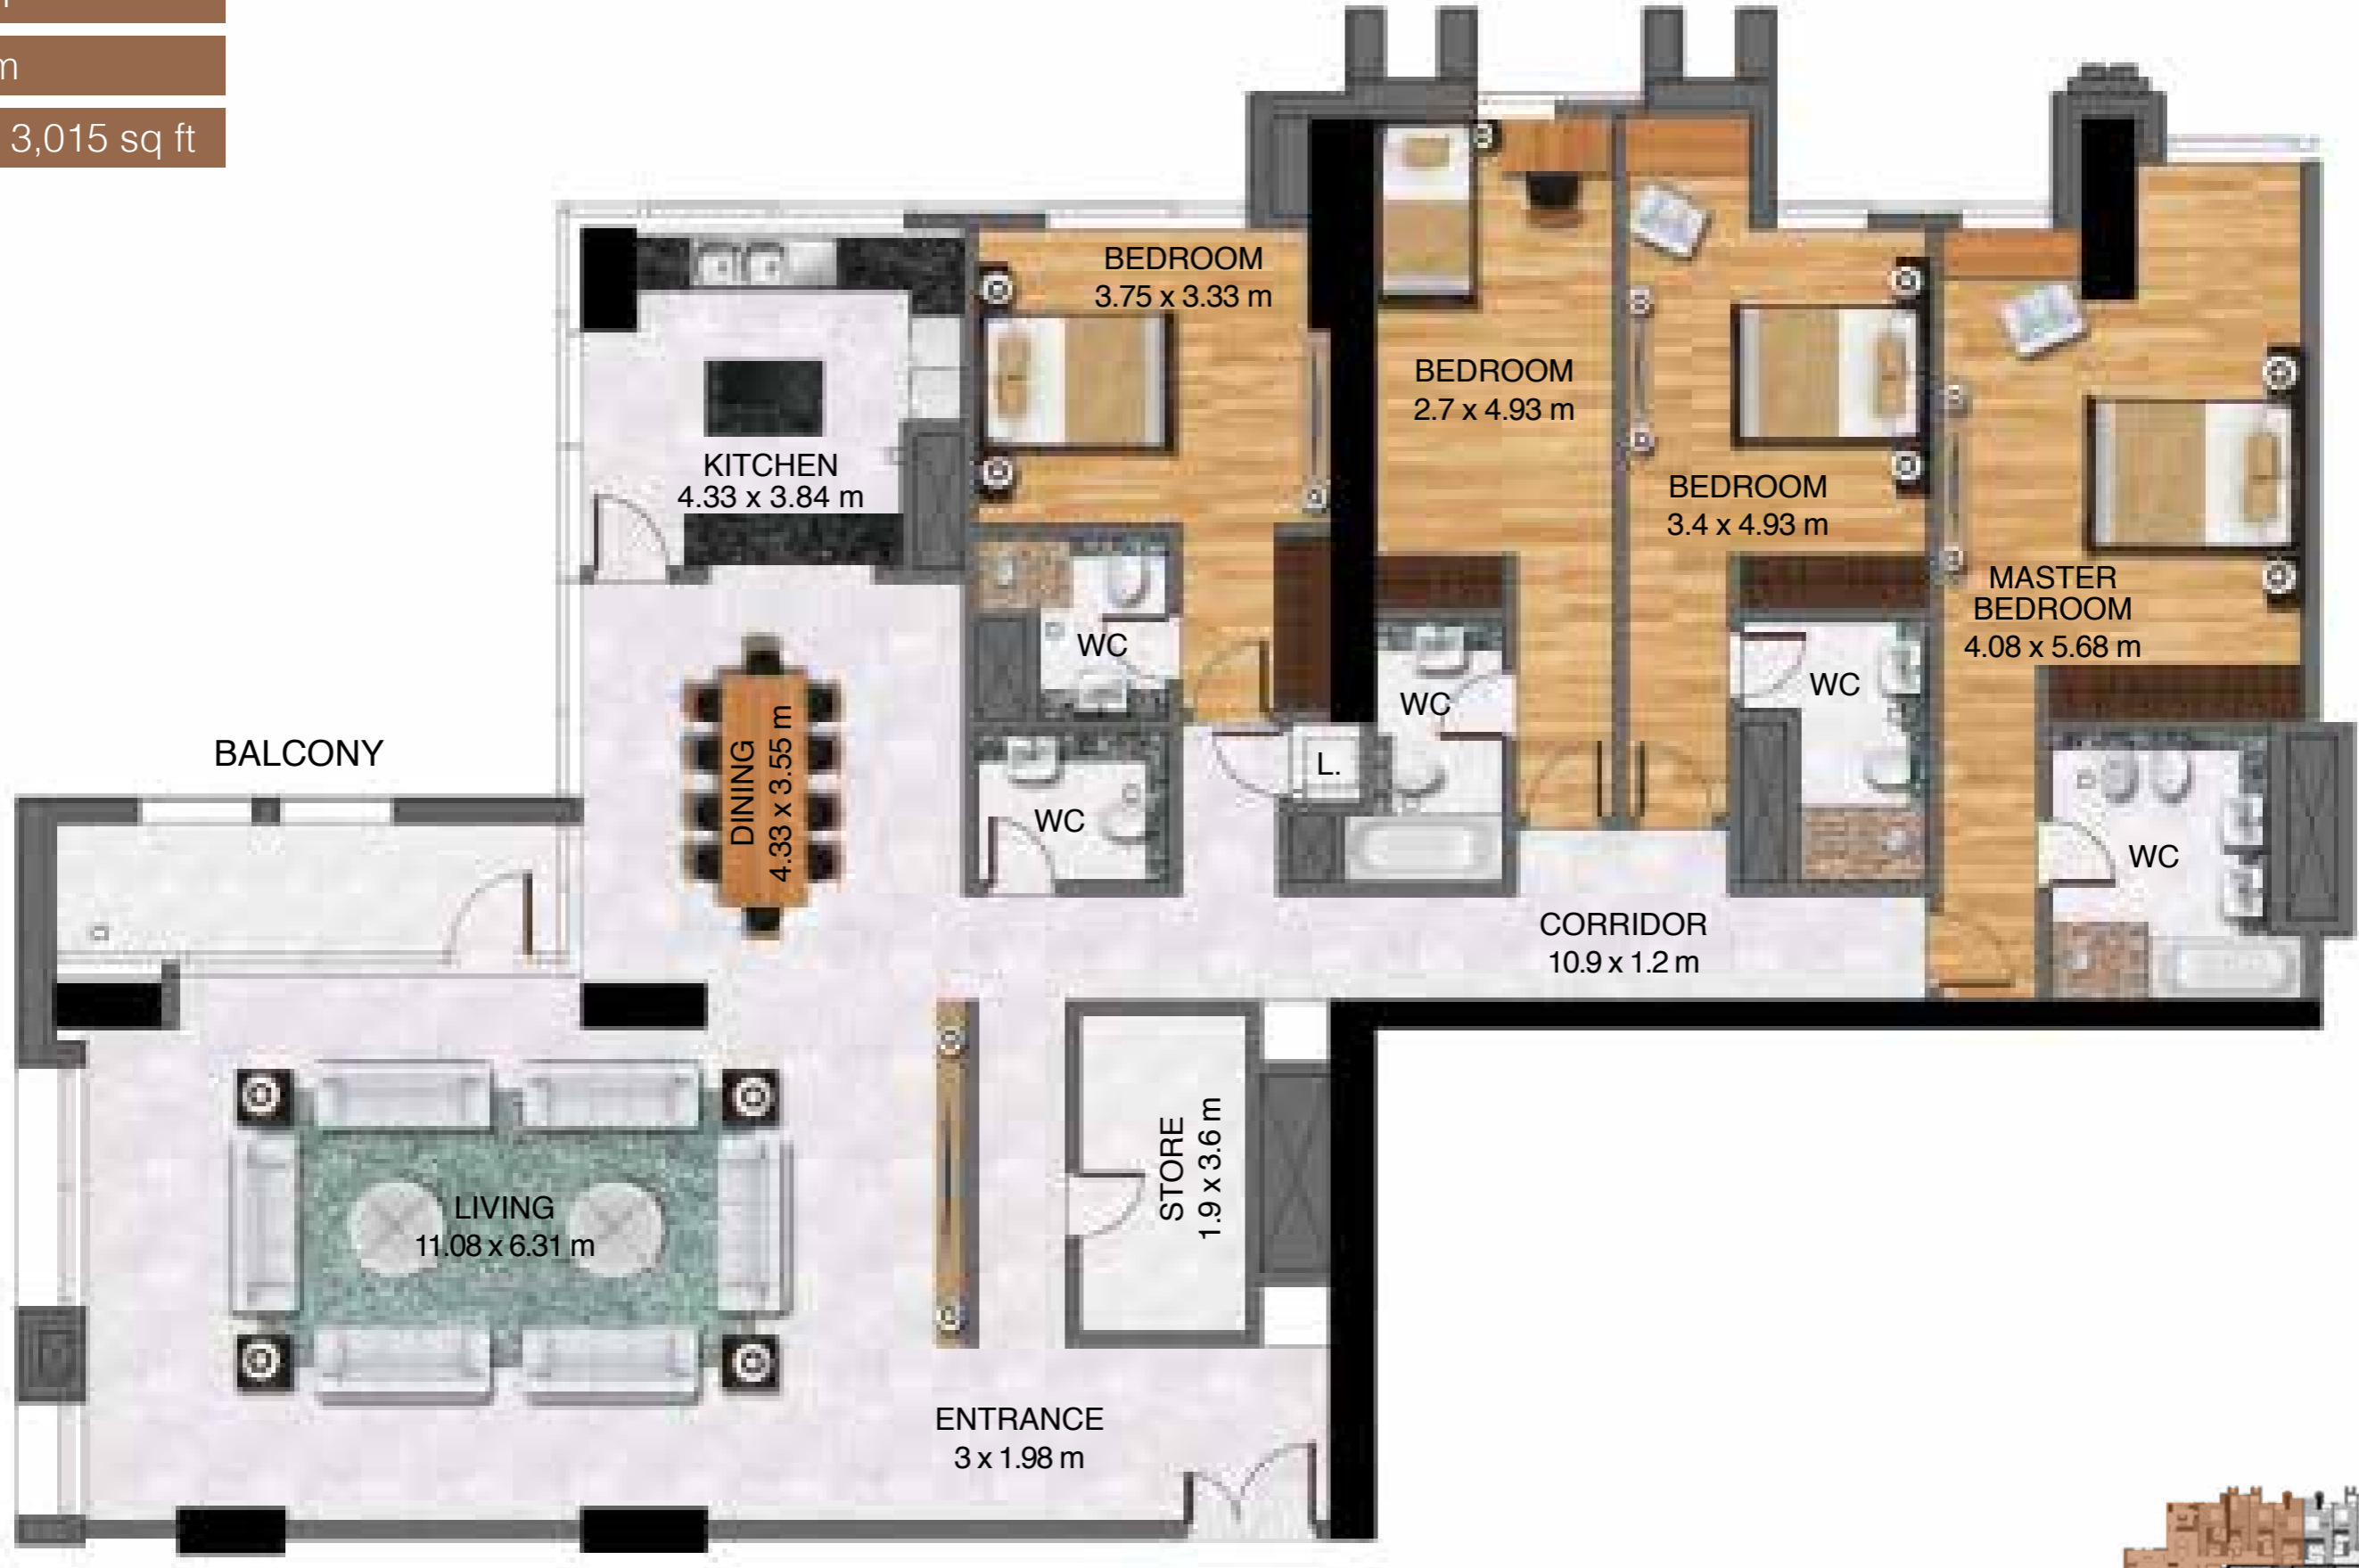 m
3,015 sq ft
BEDROOM
3.75 x 3.33 m
BEDROOM
2.7 x 4.93 m
KITCHEN
4.33 x 3.84 m
BEDROOM
3.4 x 4.93 m
MASTER
BEDROOM
4.08 x 5.68 m
WC
WC
WC
BALCONY
DINING
4.33 x 3.55 m
L.
WC
WC
CORRIDOR
10.9 x 1.2 m
STORE
1.9 x 3.6 m
LIVING
11.08 x 6.31 m
ENTRANCE
3 x 1.98 m